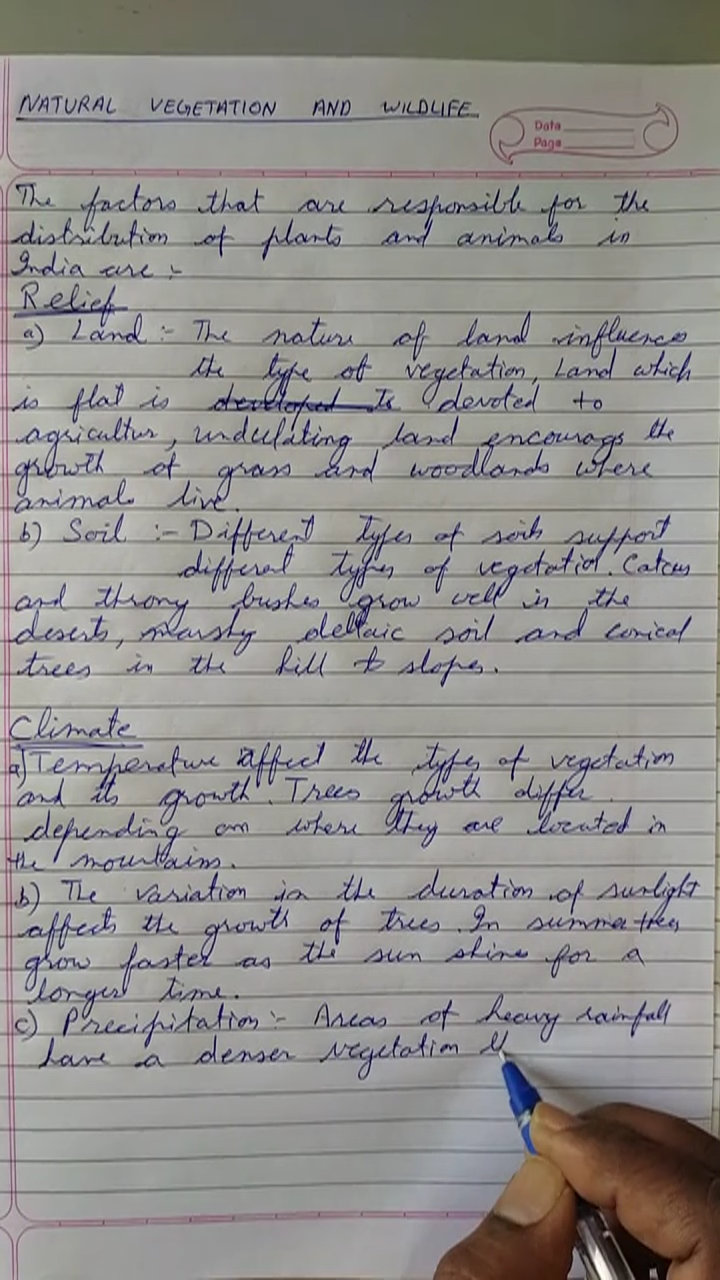 NATURAL VEGETATION AND WILDLIFE
Date
Page
The factors that are responsible for the
distribution of plants and animals in
India are :-
Relief
a) Land :- The nature of land influences
the type of vegetation, Land which
is flat is developed Is devoted to
agricultur, undulating land encourags the
growth of grass and woodlands where
animals live.
b) Soil :- Different types of soils support
differat types of vegetatio. Catcus
and throny bushes grow well in the
deserts, marshy deltaic soil and conical
trees in the hill slopes.
Climate
a) Temperature affect the types of vegetation
and its growth. Trees growth differ
depending on where they are located in
the mountains.
b) The variation in the duration of sunlight
affects the growth of trees. In summer trees
grow faster as the sun shine for a
longer time.
c) Precipitation :- Areas of heavy rainfall
have a denser vegetation